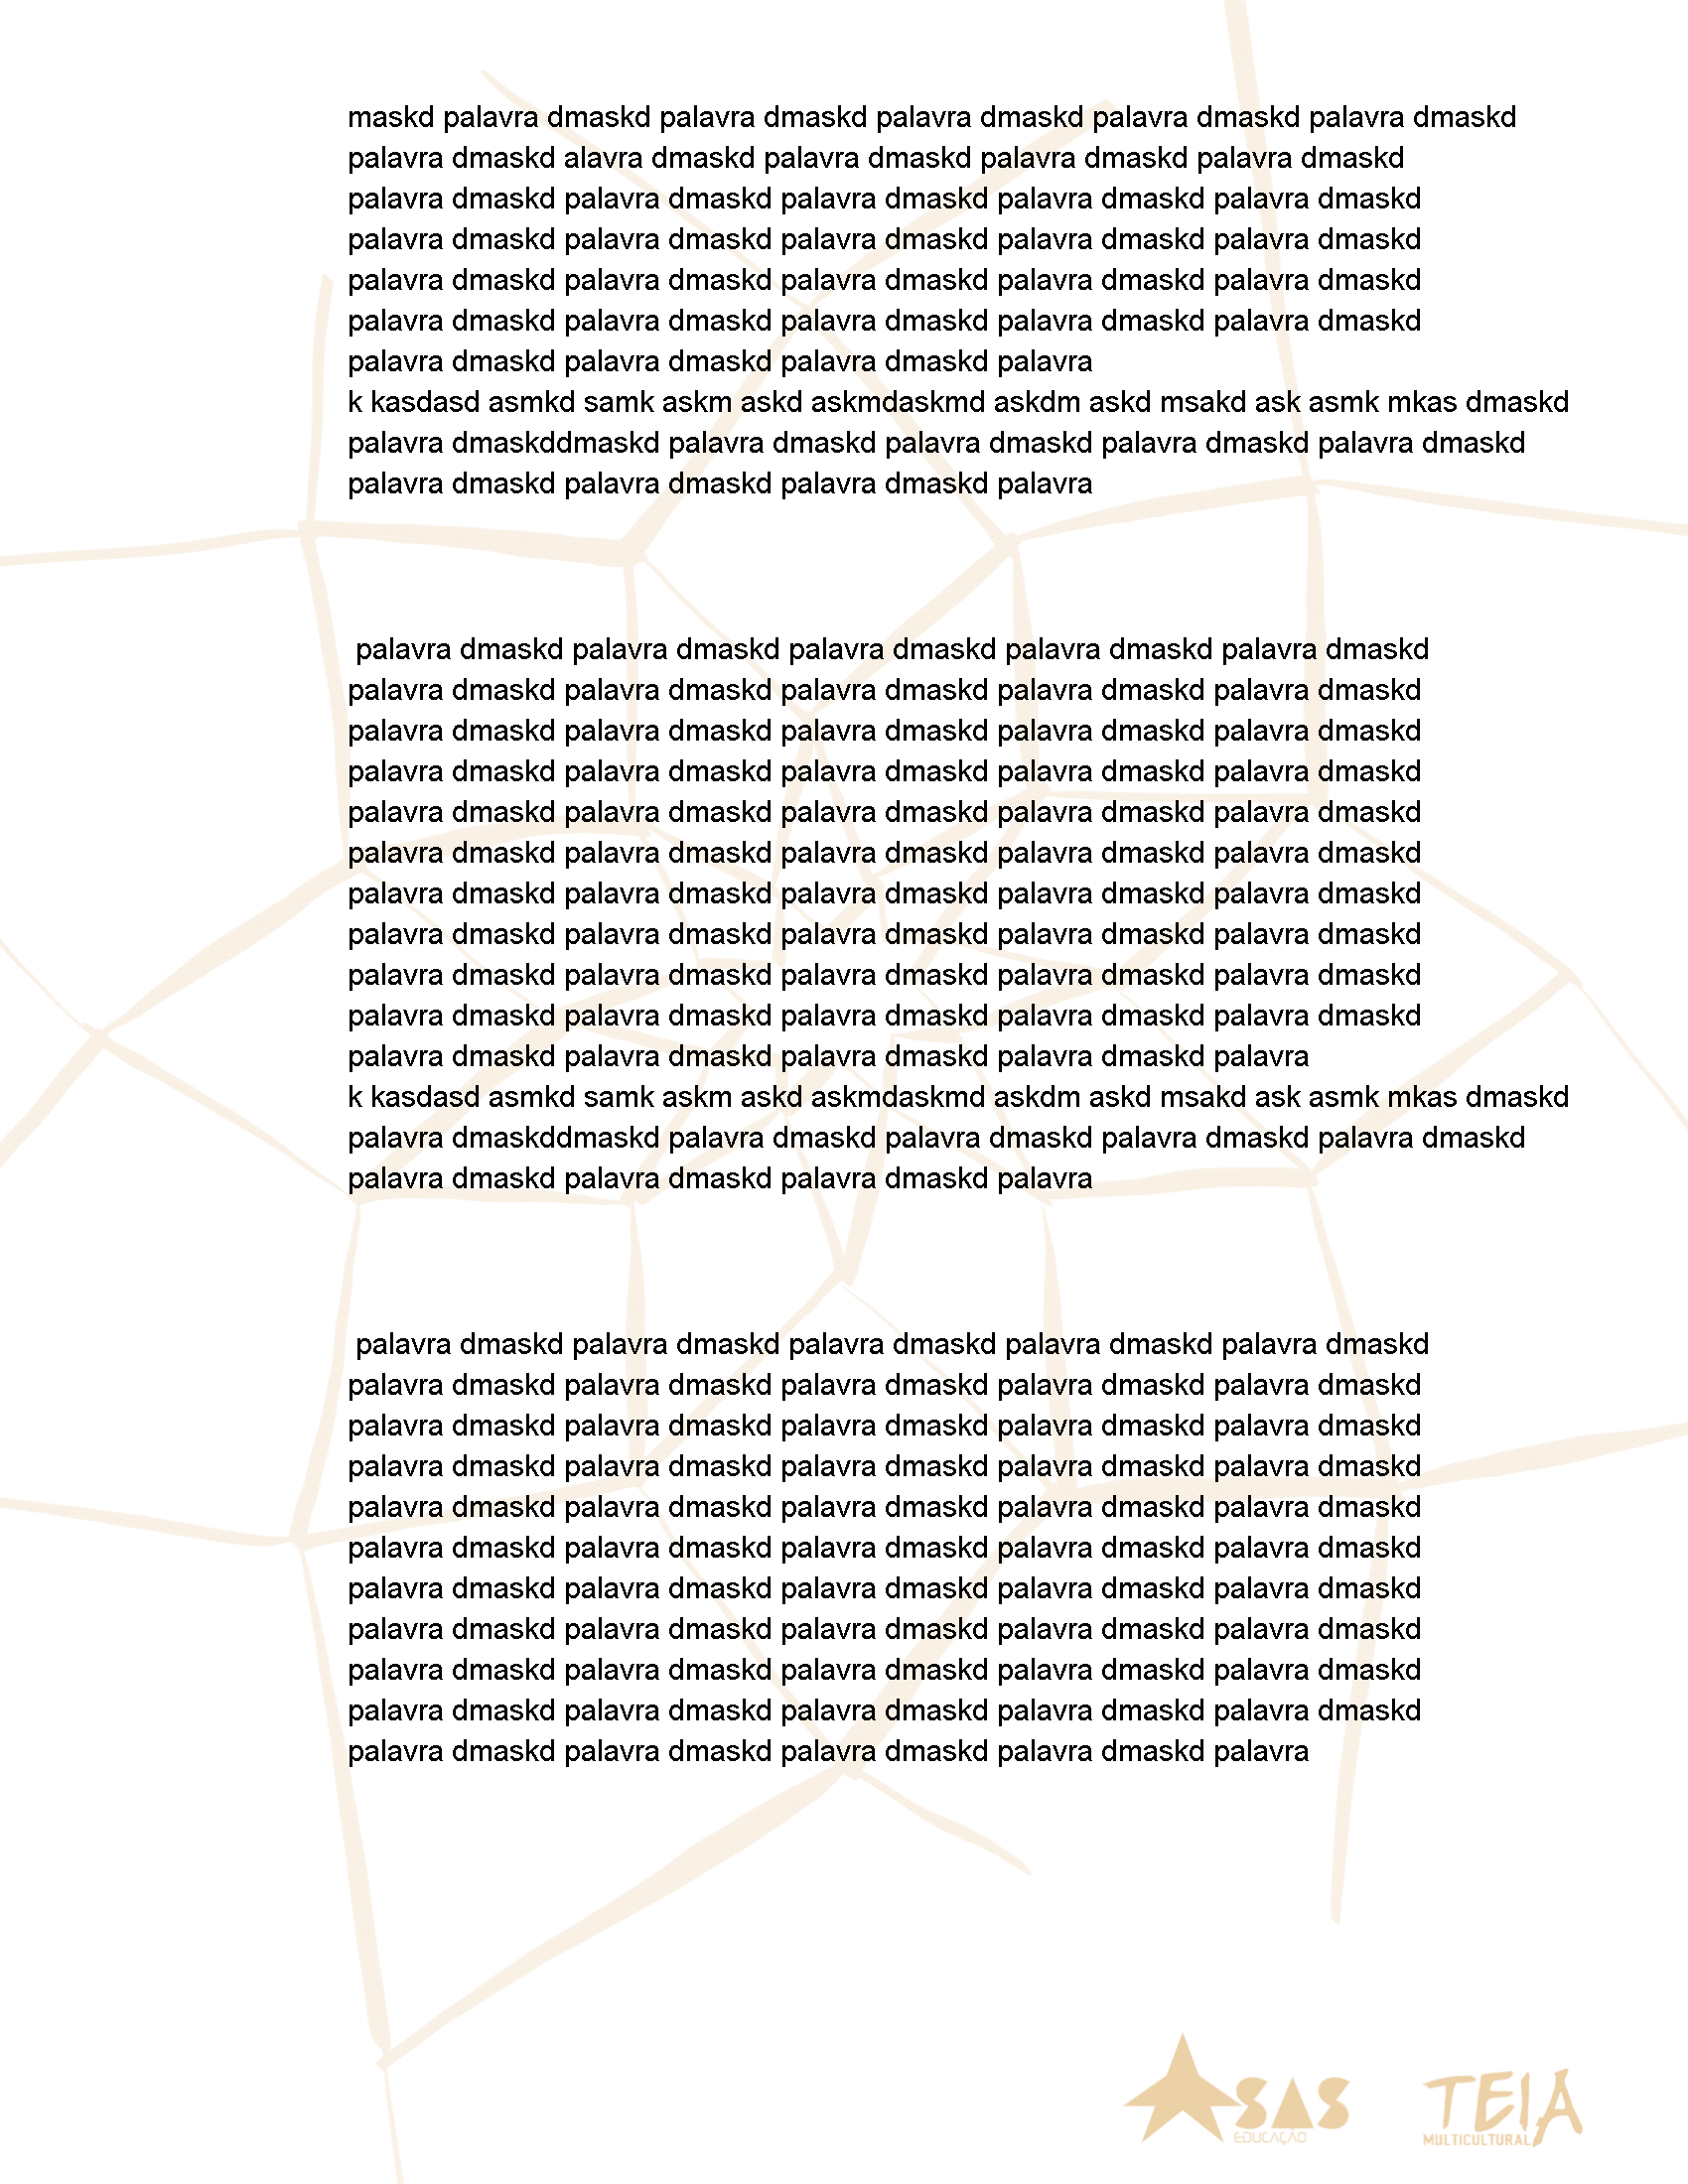 maskd palavra dmaskd palavra dmaskd palavra dmaskd palavra dmaskd palavra dmaskd
palavra dmaskd alavra dmaskd palavra dmaskd palavra dmaskd palavra dmaskd
palavra dmaskd palavra dmaskd palavra dmaskd palavra dmaskd palavra dmaskd
palavra dmaskd palavra dmaskd palavra dmaskd palavra dmaskd palavra dmaskd
palavra dmaskd palavra dmaskd palavra dmaskd palavra dmaskd palavra dmaskd
palavra dmaskd palavra dmaskd palavra dmaskd palavra dmaskd palavra dmaskd
palavra dmaskd palavra dmaskd palavra dmaskd palavra
k kasdasd asmkd samk askm askd askmdaskmd askdm askd msakd ask asmk mkas dmaskd
palavra dmaskddmaskd palavra dmaskd palavra dmaskd palavra dmaskd palavra dmaskd
palavra dmaskd palavra dmaskd palavra dmaskd palavra
palavra dmaskd palavra dmaskd palavra dmaskd palavra dmaskd palavra dmaskd
palavra dmaskd palavra dmaskd palavra dmaskd palavra dmaskd palavra dmaskd
palavra dmaskd palavra dmaskd palavra dmaskd palavra dmaskd palavra dmaskd
palavra dmaskd palavra dmaskd palavra dmaskd palavra dmaskd palavra dmaskd
palavra dmaskd palavra dmaskd palavra dmaskd palavra dmaskd palavra dmaskd
palavra dmaskd palavra dmaskd palavra dmaskd palavra dmaskd palavra dmaskd
palavra dmaskd palavra dmaskd palavra dmaskd palavra dmaskd palavra dmaskd
palavra dmaskd palavra dmaskd palavra dmaskd palavra dmaskd palavra dmaskd
palavra dmaskd palavra dmaskd palavra dmaskd palavra dmaskd palavra dmaskd
palavra dmaskd palavra dmaskd palavra dmaskd palavra dmaskd palavra dmaskd
palavra dmaskd palavra dmaskd palavra dmaskd palavra dmaskd palavra
k kasdasd asmkd samk askm askd askmdaskmd askdm askd msakd ask asmk mkas dmaskd
palavra dmaskddmaskd palavra dmaskd palavra dmaskd palavra dmaskd palavra dmaskd
palavra dmaskd palavra dmaskd palavra dmaskd palavra
palavra dmaskd palavra dmaskd palavra dmaskd palavra dmaskd palavra dmaskd
palavra dmaskd palavra dmaskd palavra dmaskd palavra dmaskd palavra dmaskd
palavra dmaskd palavra dmaskd palavra dmaskd palavra dmaskd palavra dmaskd
palavra dmaskd palavra dmaskd palavra dmaskd palavra dmaskd palavra dmaskd
palavra dmaskd palavra dmaskd palavra dmaskd palavra dmaskd palavra dmaskd
palavra dmaskd palavra dmaskd palavra dmaskd palavra dmaskd palavra dmaskd
palavra dmaskd palavra dmaskd palavra dmaskd palavra dmaskd palavra dmaskd
palavra dmaskd palavra dmaskd palavra dmaskd palavra dmaskd palavra dmaskd
palavra dmaskd palavra dmaskd palavra dmaskd palavra dmaskd palavra dmaskd
palavra dmaskd palavra dmaskd palavra dmaskd palavra dmaskd palavra dmaskd
palavra dmaskd palavra dmaskd palavra dmaskd palavra dmaskd palavra
ASAS
EDUCAÇÃO
TEIA
MULTICULTURAL